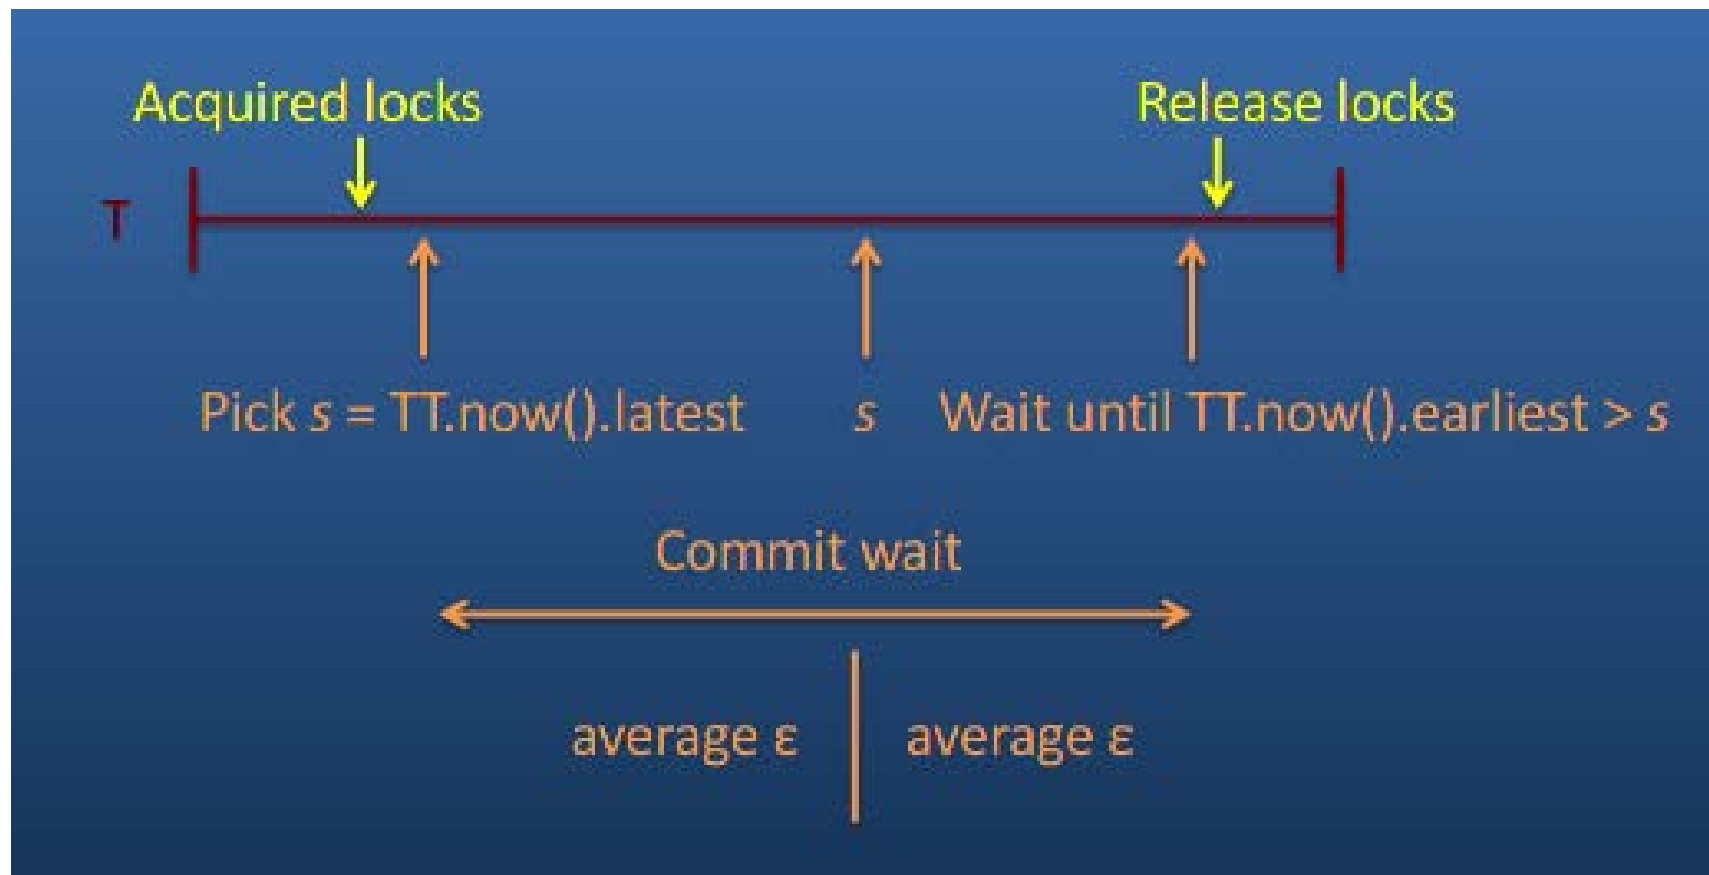 Acquired locks
Release locks
T
Pick s = TT.now().latest
s
Wait until TT.now().earliest > s
Commit wait
average ε
average ε